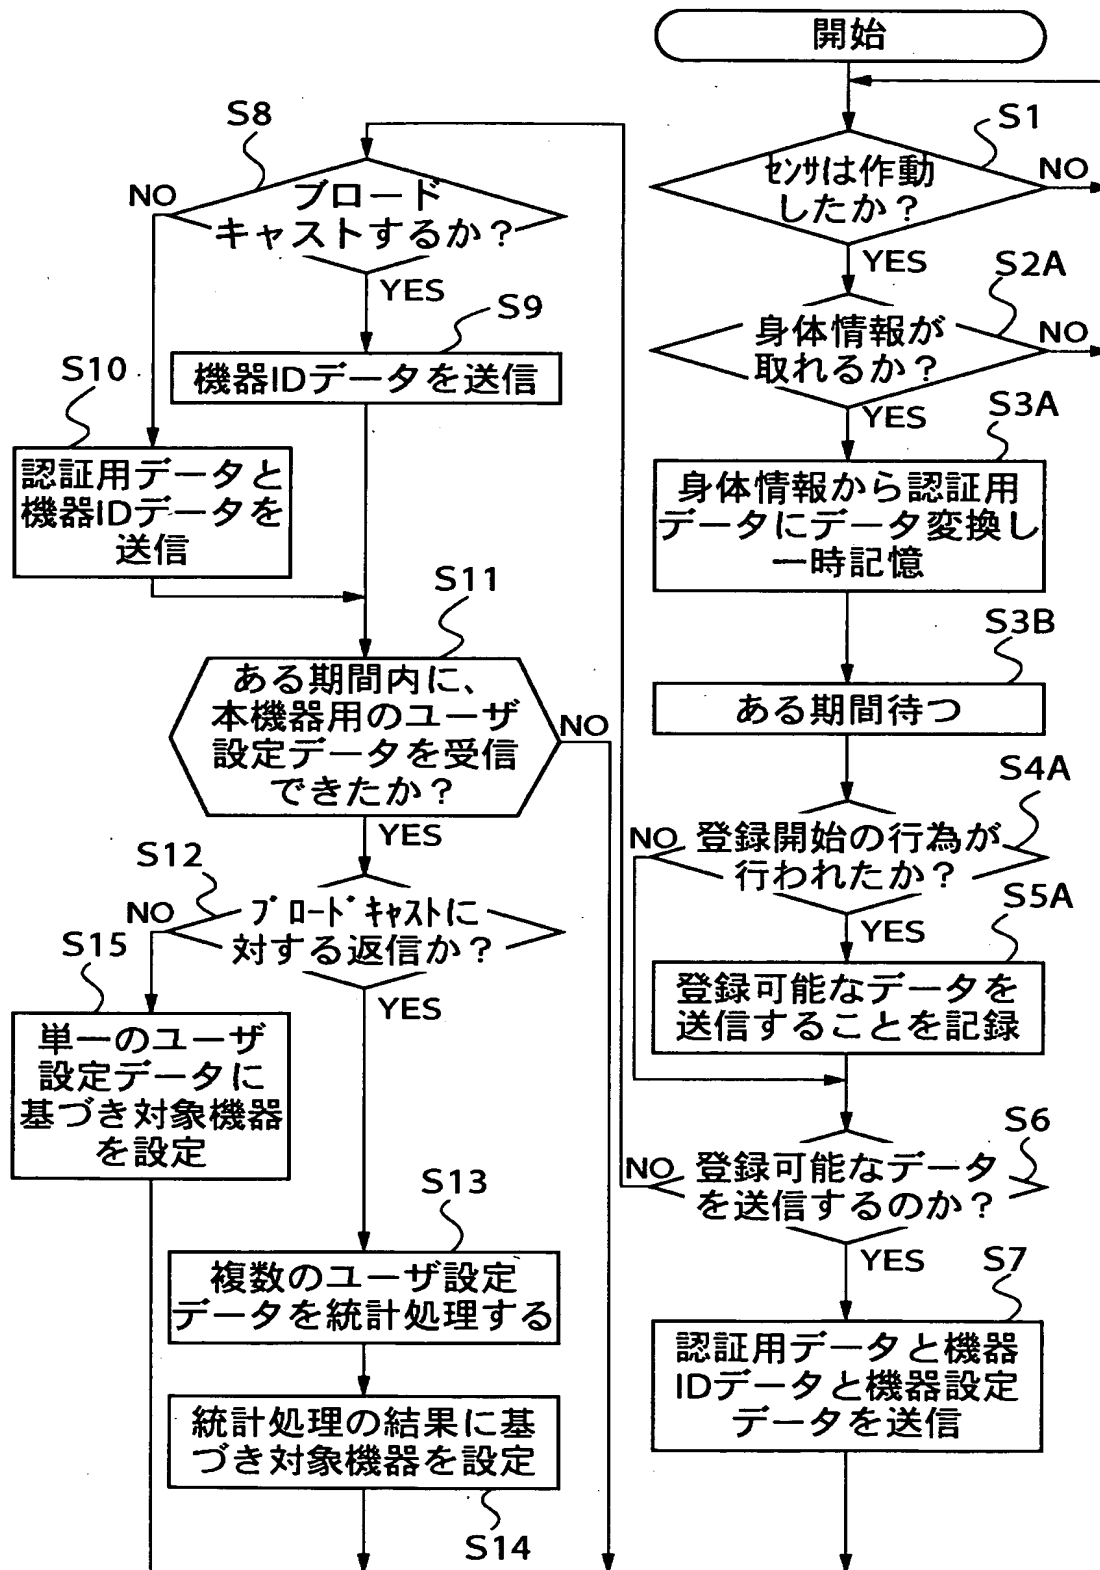 開始
S1
センサは作動
したか？
NO
YES
S2A
身体情報が
取れるか？
NO
YES
S3A
身体情報から認証用
データにデータ変換し
一時記憶
S3B
ある期間待つ
S4A
登録開始の行為が
行われたか？
NO
YES
S5A
登録可能なデータを
送信することを記録
S6
登録可能なデータ
を送信するのか？
NO
YES
S7
認証用データと機器
IDデータと機器設定
データを送信
S8
ブロード
キャストするか？
NO
YES
S9
機器IDデータを送信
S10
認証用データと
機器IDデータを
送信
S11
ある期間内に、
本機器用のユーザ
設定データを受信
できたか？
NO
YES
S12
ブロードキャストに
対する返信か？
NO
YES
S15
単一のユーザ
設定データに
基づき対象機器
を設定
S13
複数のユーザ設定
データを統計処理する
統計処理の結果に基
づき対象機器を設定
S14